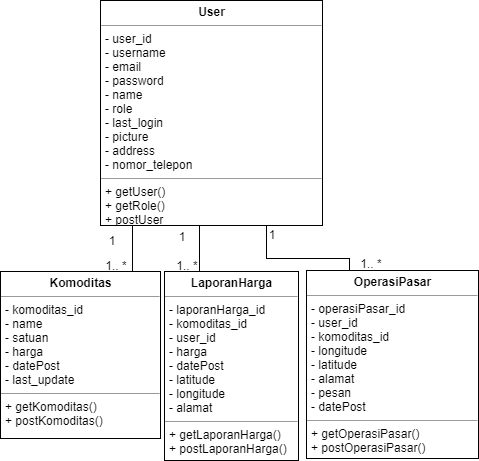 User
- user_id
- username
- email
- password
- name
- role
- last_login
- picture
- address
- nomor_telepon
+ getUser()
+ getRole()
+ postUser
1
1
1
1.. *
1.. *
1.. *
Komoditas
- komoditas_id
- name
- satuan
- harga
- datePost
- last_update
+ getKomoditas()
+ postKomoditas()
LaporanHarga
- laporanHarga_id
- komoditas_id
- user_id
- harga
- datePost
- latitude
- longitude
- alamat
+ getLaporanHarga()
+ postLaporanHarga()
OperasiPasar
- operasiPasar_id
- user_id
- komoditas_id
- longitude
- latitude
- alamat
- pesan
- datePost
+ getOperasiPasar()
+ postOperasiPasar()